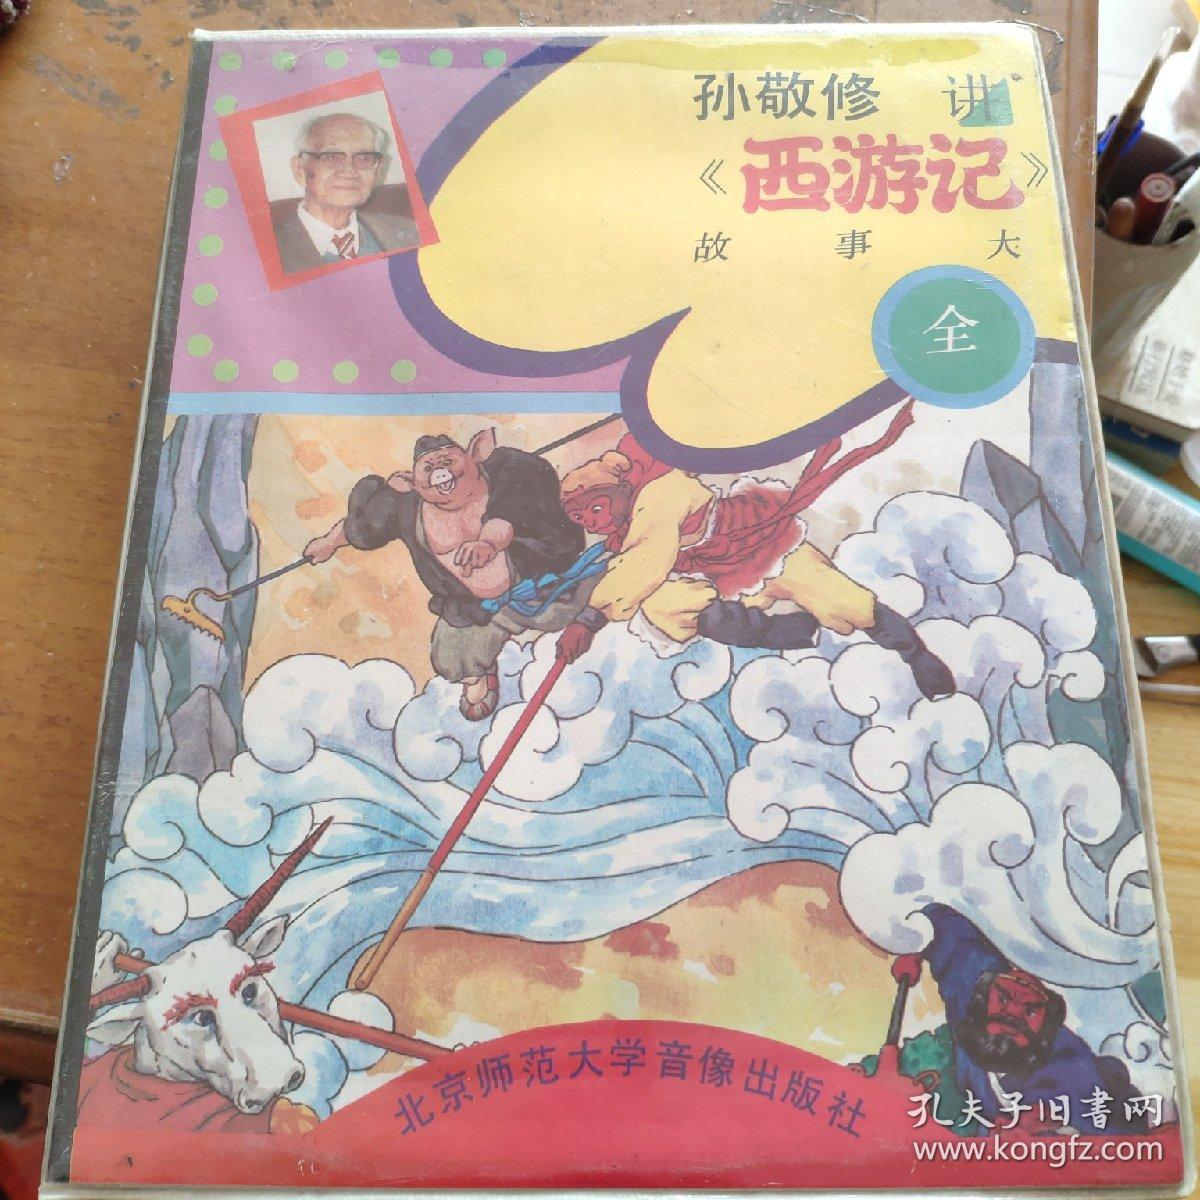 孙敬修 讲
《西游记》
故事大
全
北京师范大学音像出版社
孔夫子旧书网
www.kongfz.com